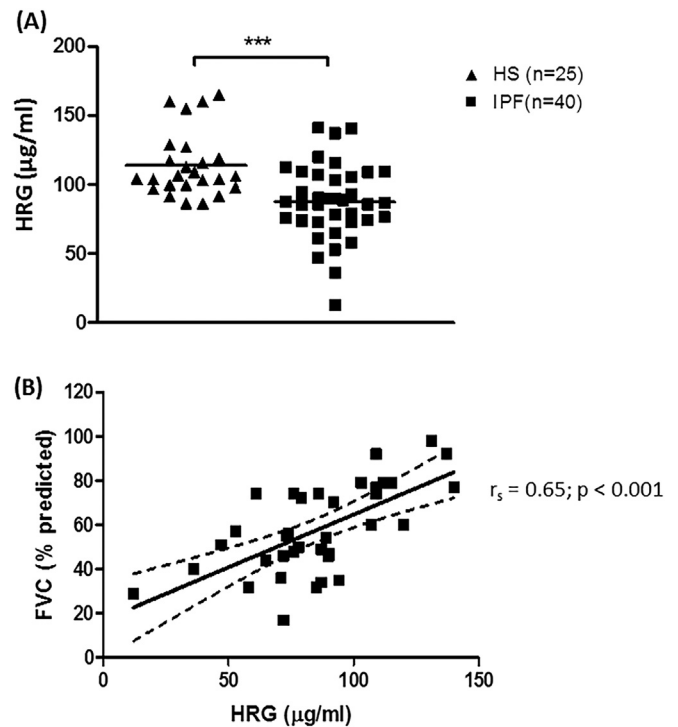 (A)
***
200
150
100
50
0
HRG (µg/ml)
▲ HS (n=25)
■ IPF(n=40)
(B)
120
100
80
60
40
20
0
FVC (% predicted)
0 50 100 150
HRG (µg/ml)
rs = 0.65; p < 0.001